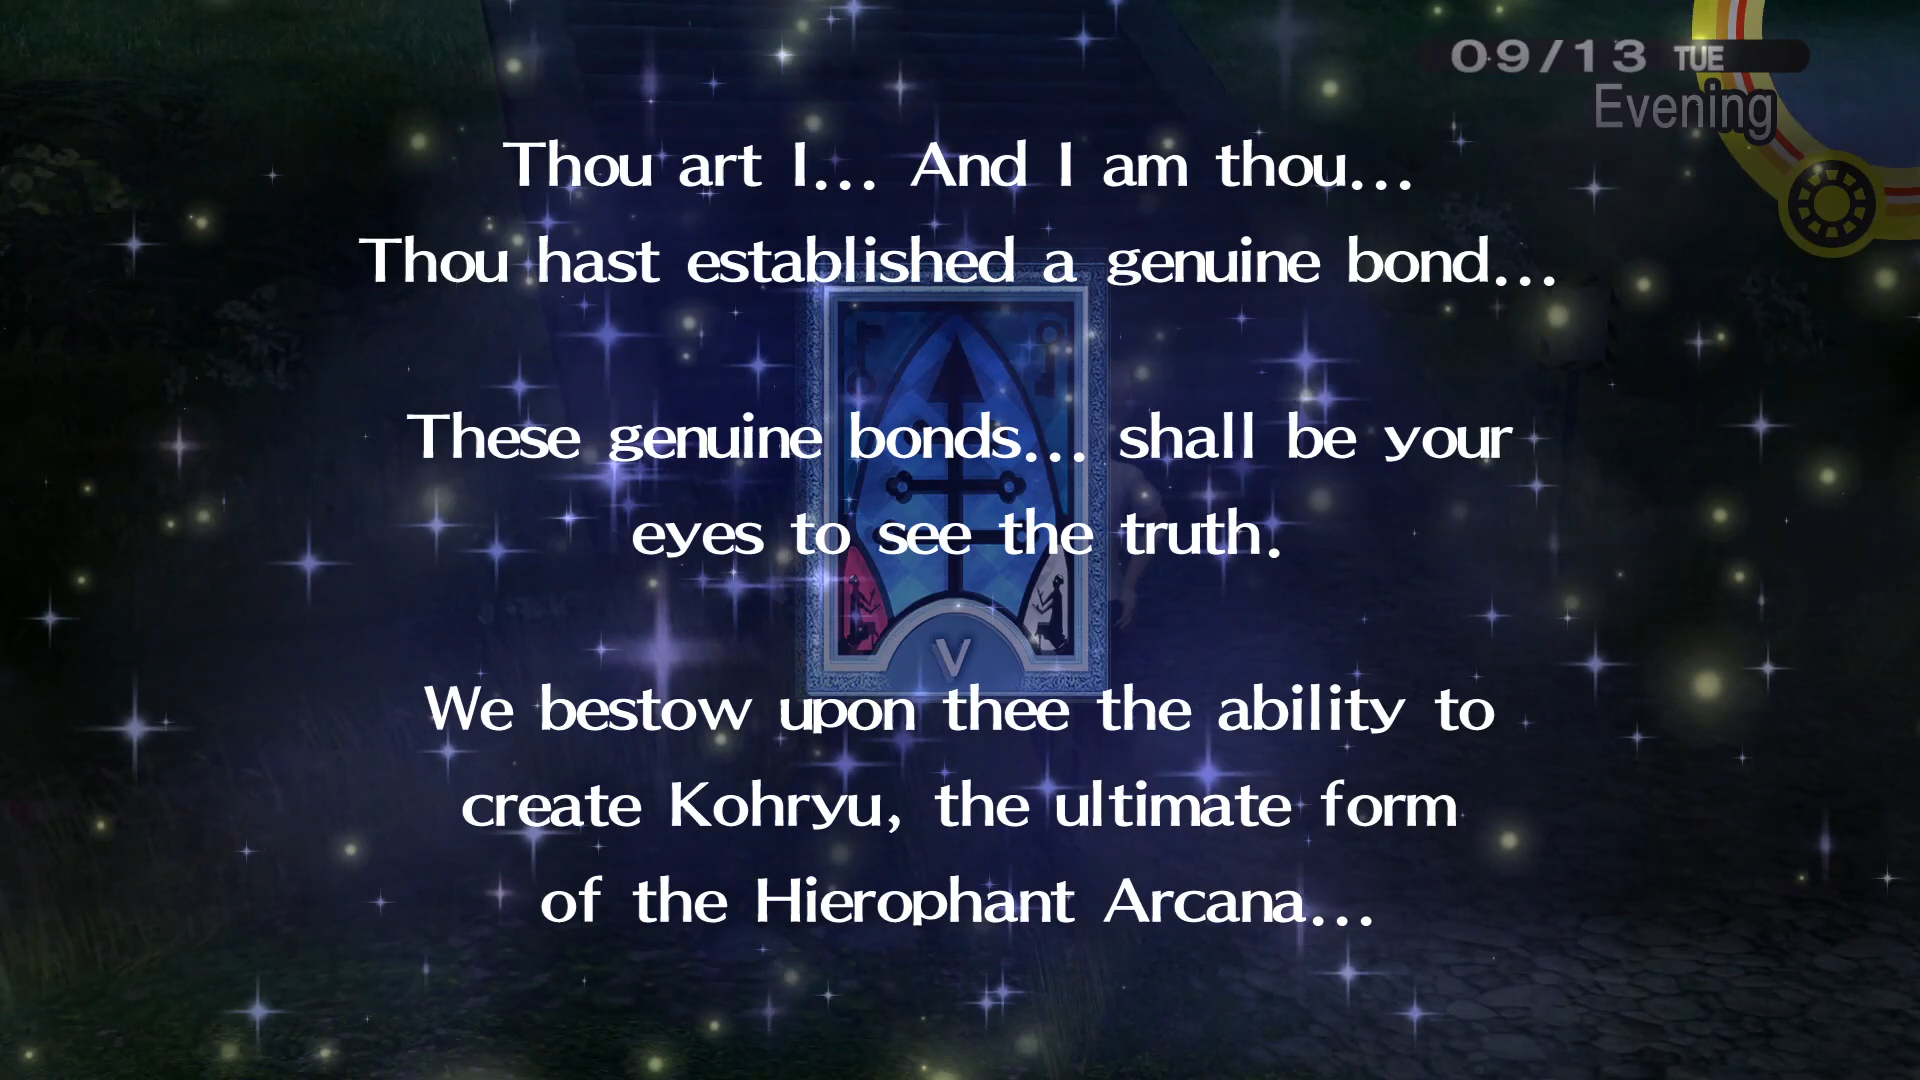 09/13 TUE
Evening
Thou art I... And I am thou...
Thou hast established a genuine bond...
These genuine bonds... shall be your
eyes to see the truth.
V
We bestow upon thee the ability to
create Kohryu, the ultimate form
of the Hierophant Arcana...